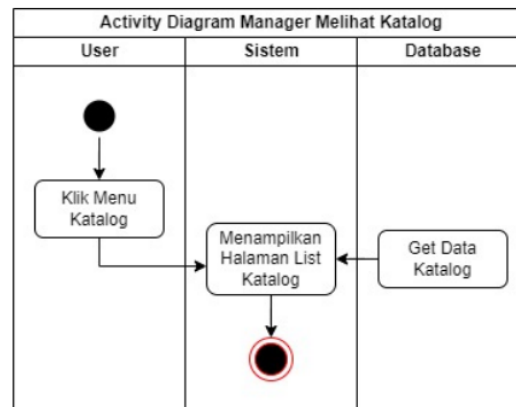 Activity Diagram Manager Melihat Katalog
User
Sistem
Database
Klik Menu
Katalog
Menampilkan
Halaman List
Katalog
Get Data
Katalog